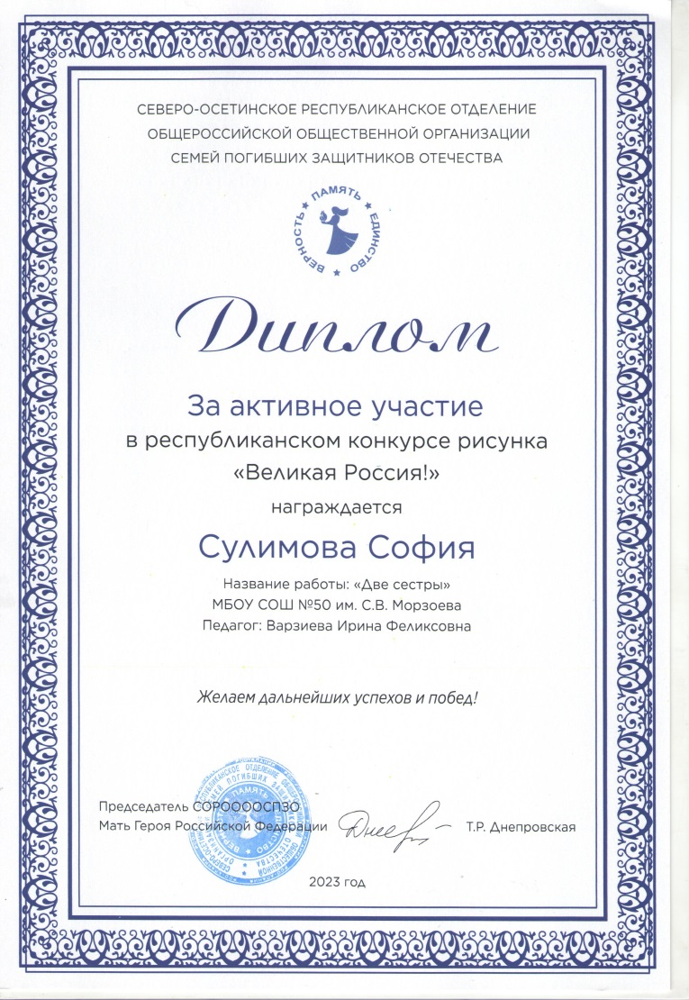 СЕВЕРО-ОСЕТИНСКОЕ РЕСПУБЛИКАНСКОЕ ОТДЕЛЕНИЕ
ОБЩЕРОССИЙСКОЙ ОБЩЕСТВЕННОЙ ОРГАНИЗАЦИИ
СЕМЕЙ ПОГИБШИХ ЗАЩИТНИКОВ ОТЕЧЕСТВА
ВЕРНОСТЬ ★ ПАМЯТЬ ★ ЕДИНСТВО ★
Диплом
За активное участие
в республиканском конкурсе рисунка
«Великая Россия!»
награждается
Сулимова София
Название работы: «Две сестры»
МБОУ СОШ №50 им. С.В. Морзоева
Педагог: Варзиева Ирина Феликсовна
Желаем дальнейших успехов и побед!
Председатель СОРООООСПЗО
Мать Героя Российской Федерации
Т.Р. Днепровская
2023 год